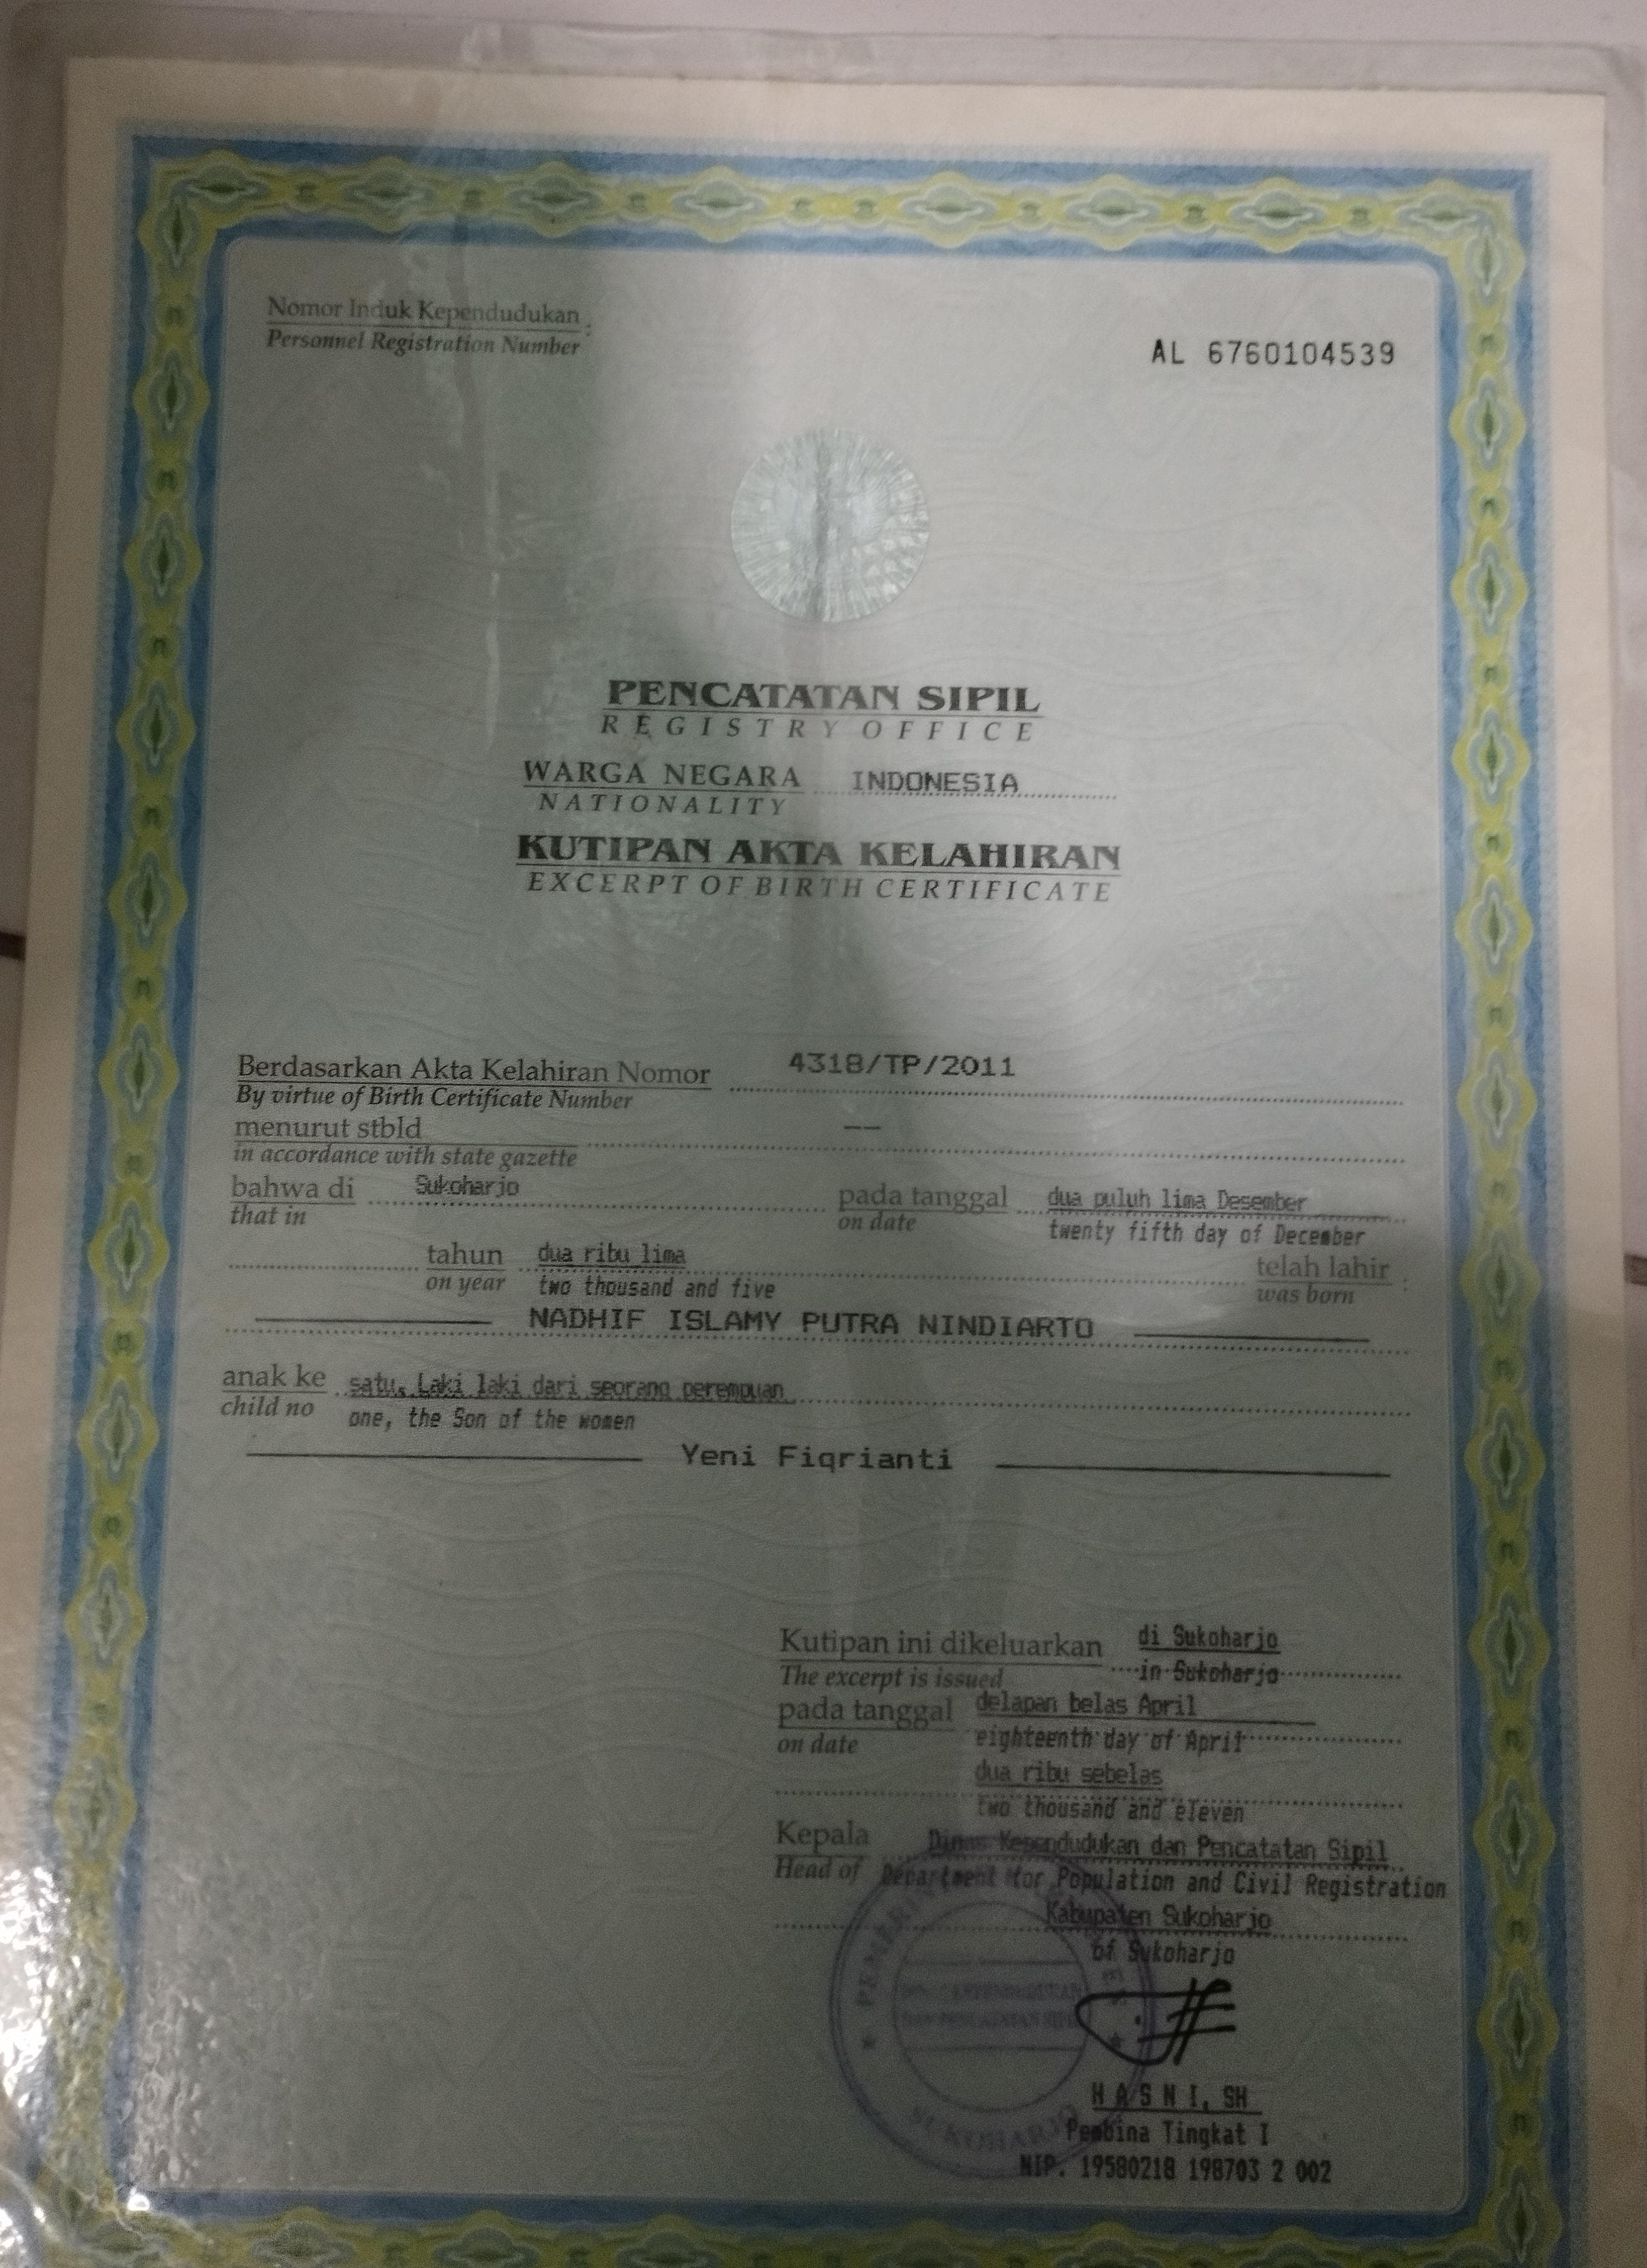 Nomor Induk Kependudukan :
Personnel Registration Number
AL 6760104539
PENCATATAN SIPIL
REGISTRY OFFICE
WARGA NEGARA INDONESIA
NATIONALITY
KUTIPAN AKTA KELAHIRAN
EXCERPT OF BIRTH CERTIFICATE
Berdasarkan Akta Kelahiran Nomor 4318/TP/2011
By virtue of Birth Certificate Number
menurut stbld --
in accordance with state gazette
bahwa di Sukoharjo pada tanggal dua puluh lima Desember
that in on date twenty fifth day of December
tahun dua ribu lima telah lahir :
on year two thousand and five was born
NADHIF ISLAMY PUTRA NINDIARTO
anak ke satu, Laki laki dari seorang perempuan
child no one, the Son of the women
Yeni Fiqrianti
Kutipan ini dikeluarkan di Sukoharjo
The excerpt is issued in Sukoharjo
pada tanggal delapan belas April
on date eighteenth day of April
dua ribu sebelas
two thousand and eleven
Kepala Dinas Kependudukan dan Pencatatan Sipil
Head of Department for Population and Civil Registration
Kabupaten Sukoharjo
of Sukoharjo
SUKOHARJO
H A S N I, SH
Pembina Tingkat I
NIP. 19580218 198703 2 002